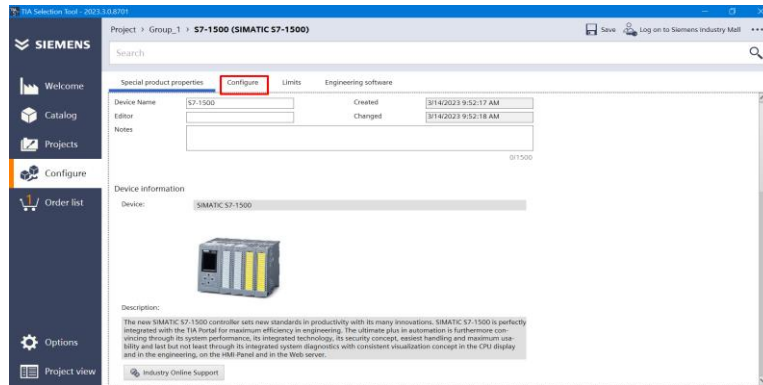 TIA Selection Tool - 2023.3.0.8701
Project > Group_1 > S7-1500 (SIMATIC S7-1500)
Save
Log on to Siemens Industry Mall
SIEMENS
Search
Welcome
Catalog
Projects
Configure
1
Order list
Options
Project view
Special product properties
Configure
Limits
Engineering software
Device Name
S7-1500
Created
3/14/2023 9:52:17 AM
Editor
Changed
3/14/2023 9:52:18 AM
Notes
0/1500
Device information
Device:
SIMATIC S7-1500
Description:
The new SIMATIC S7-1500 controller sets new standards in productivity with its many innovations. SIMATIC S7-1500 is perfectly
integrated with the TIA Portal for maximum efficiency in engineering. The ultimate plus in automation is furthermore con-
vincing through its system performance, its integrated technology, its security concept, easiest handling and maximum usa-
bility and last but not least through its integrated system diagnostics with consistent visualization concept in the CPU display
and in the engineering, on the HMI-Panel and in the Web server.
Industry Online Support